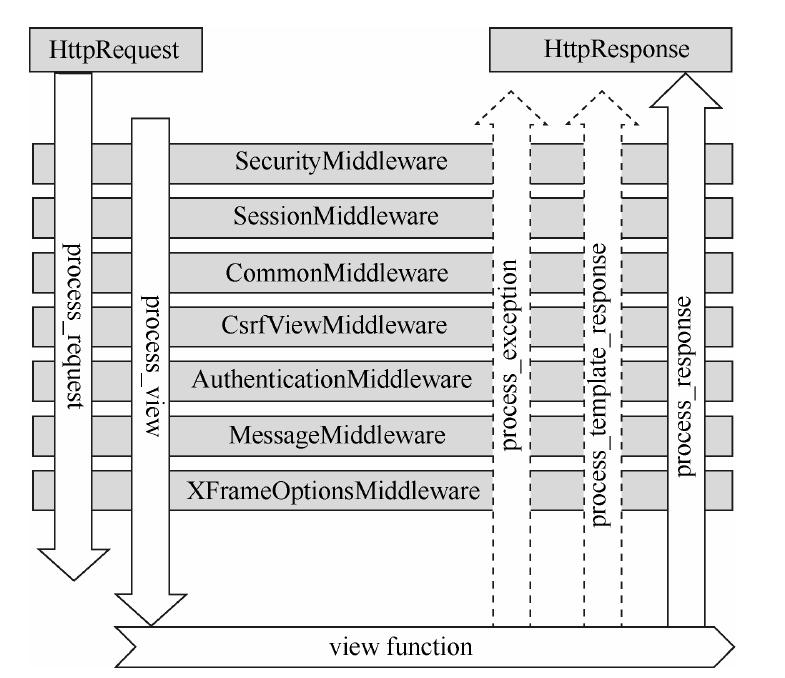 HttpRequest
HttpResponse
SecurityMiddleware
SessionMiddleware
CommonMiddleware
CsrfViewMiddleware
AuthenticationMiddleware
MessageMiddleware
XFrameOptionsMiddleware
process_request
process_view
process_exception
process_template_response
process_response
view function